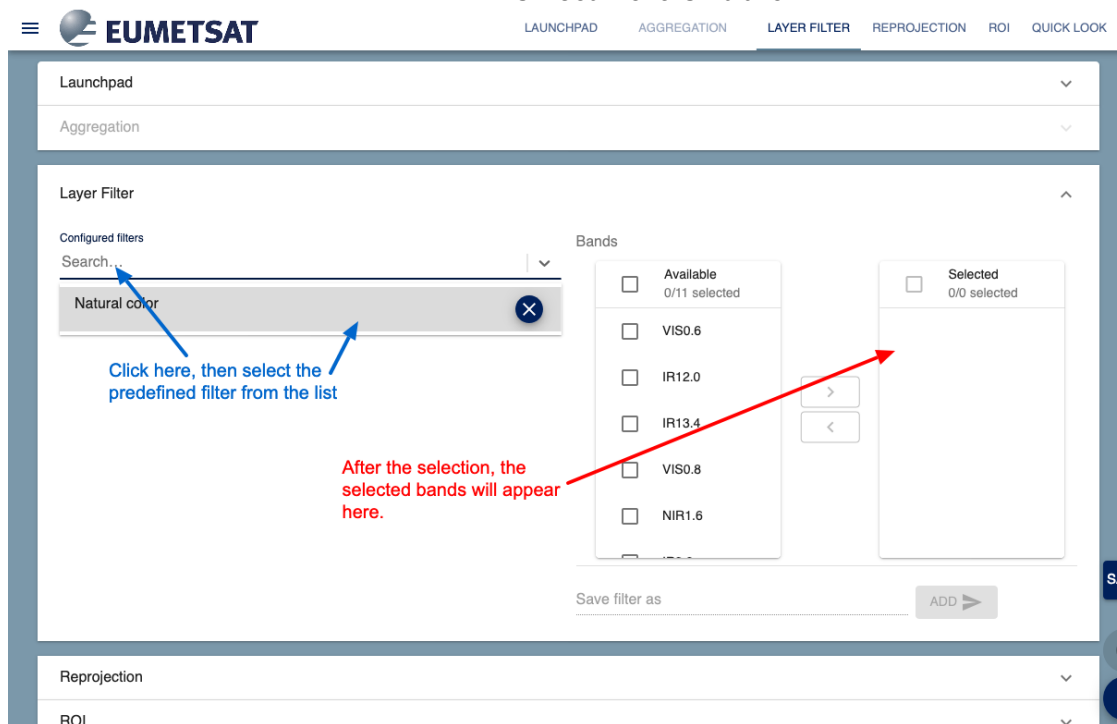 EUMETSAT
LAUNCHPAD AGGREGATION LAYER FILTER REPROJECTION ROI QUICK LOOK
Launchpad
Aggregation
Layer Filter
Configured filters
Search...
Natural color
Click here, then select the
predefined filter from the list
After the selection, the
selected bands will appear
here.
Bands
Available
0/11 selected
VIS0.6
IR12.0
IR13.4
VIS0.8
NIR1.6
>
<
Selected
0/0 selected
Save filter as
ADD
Reprojection
ROI